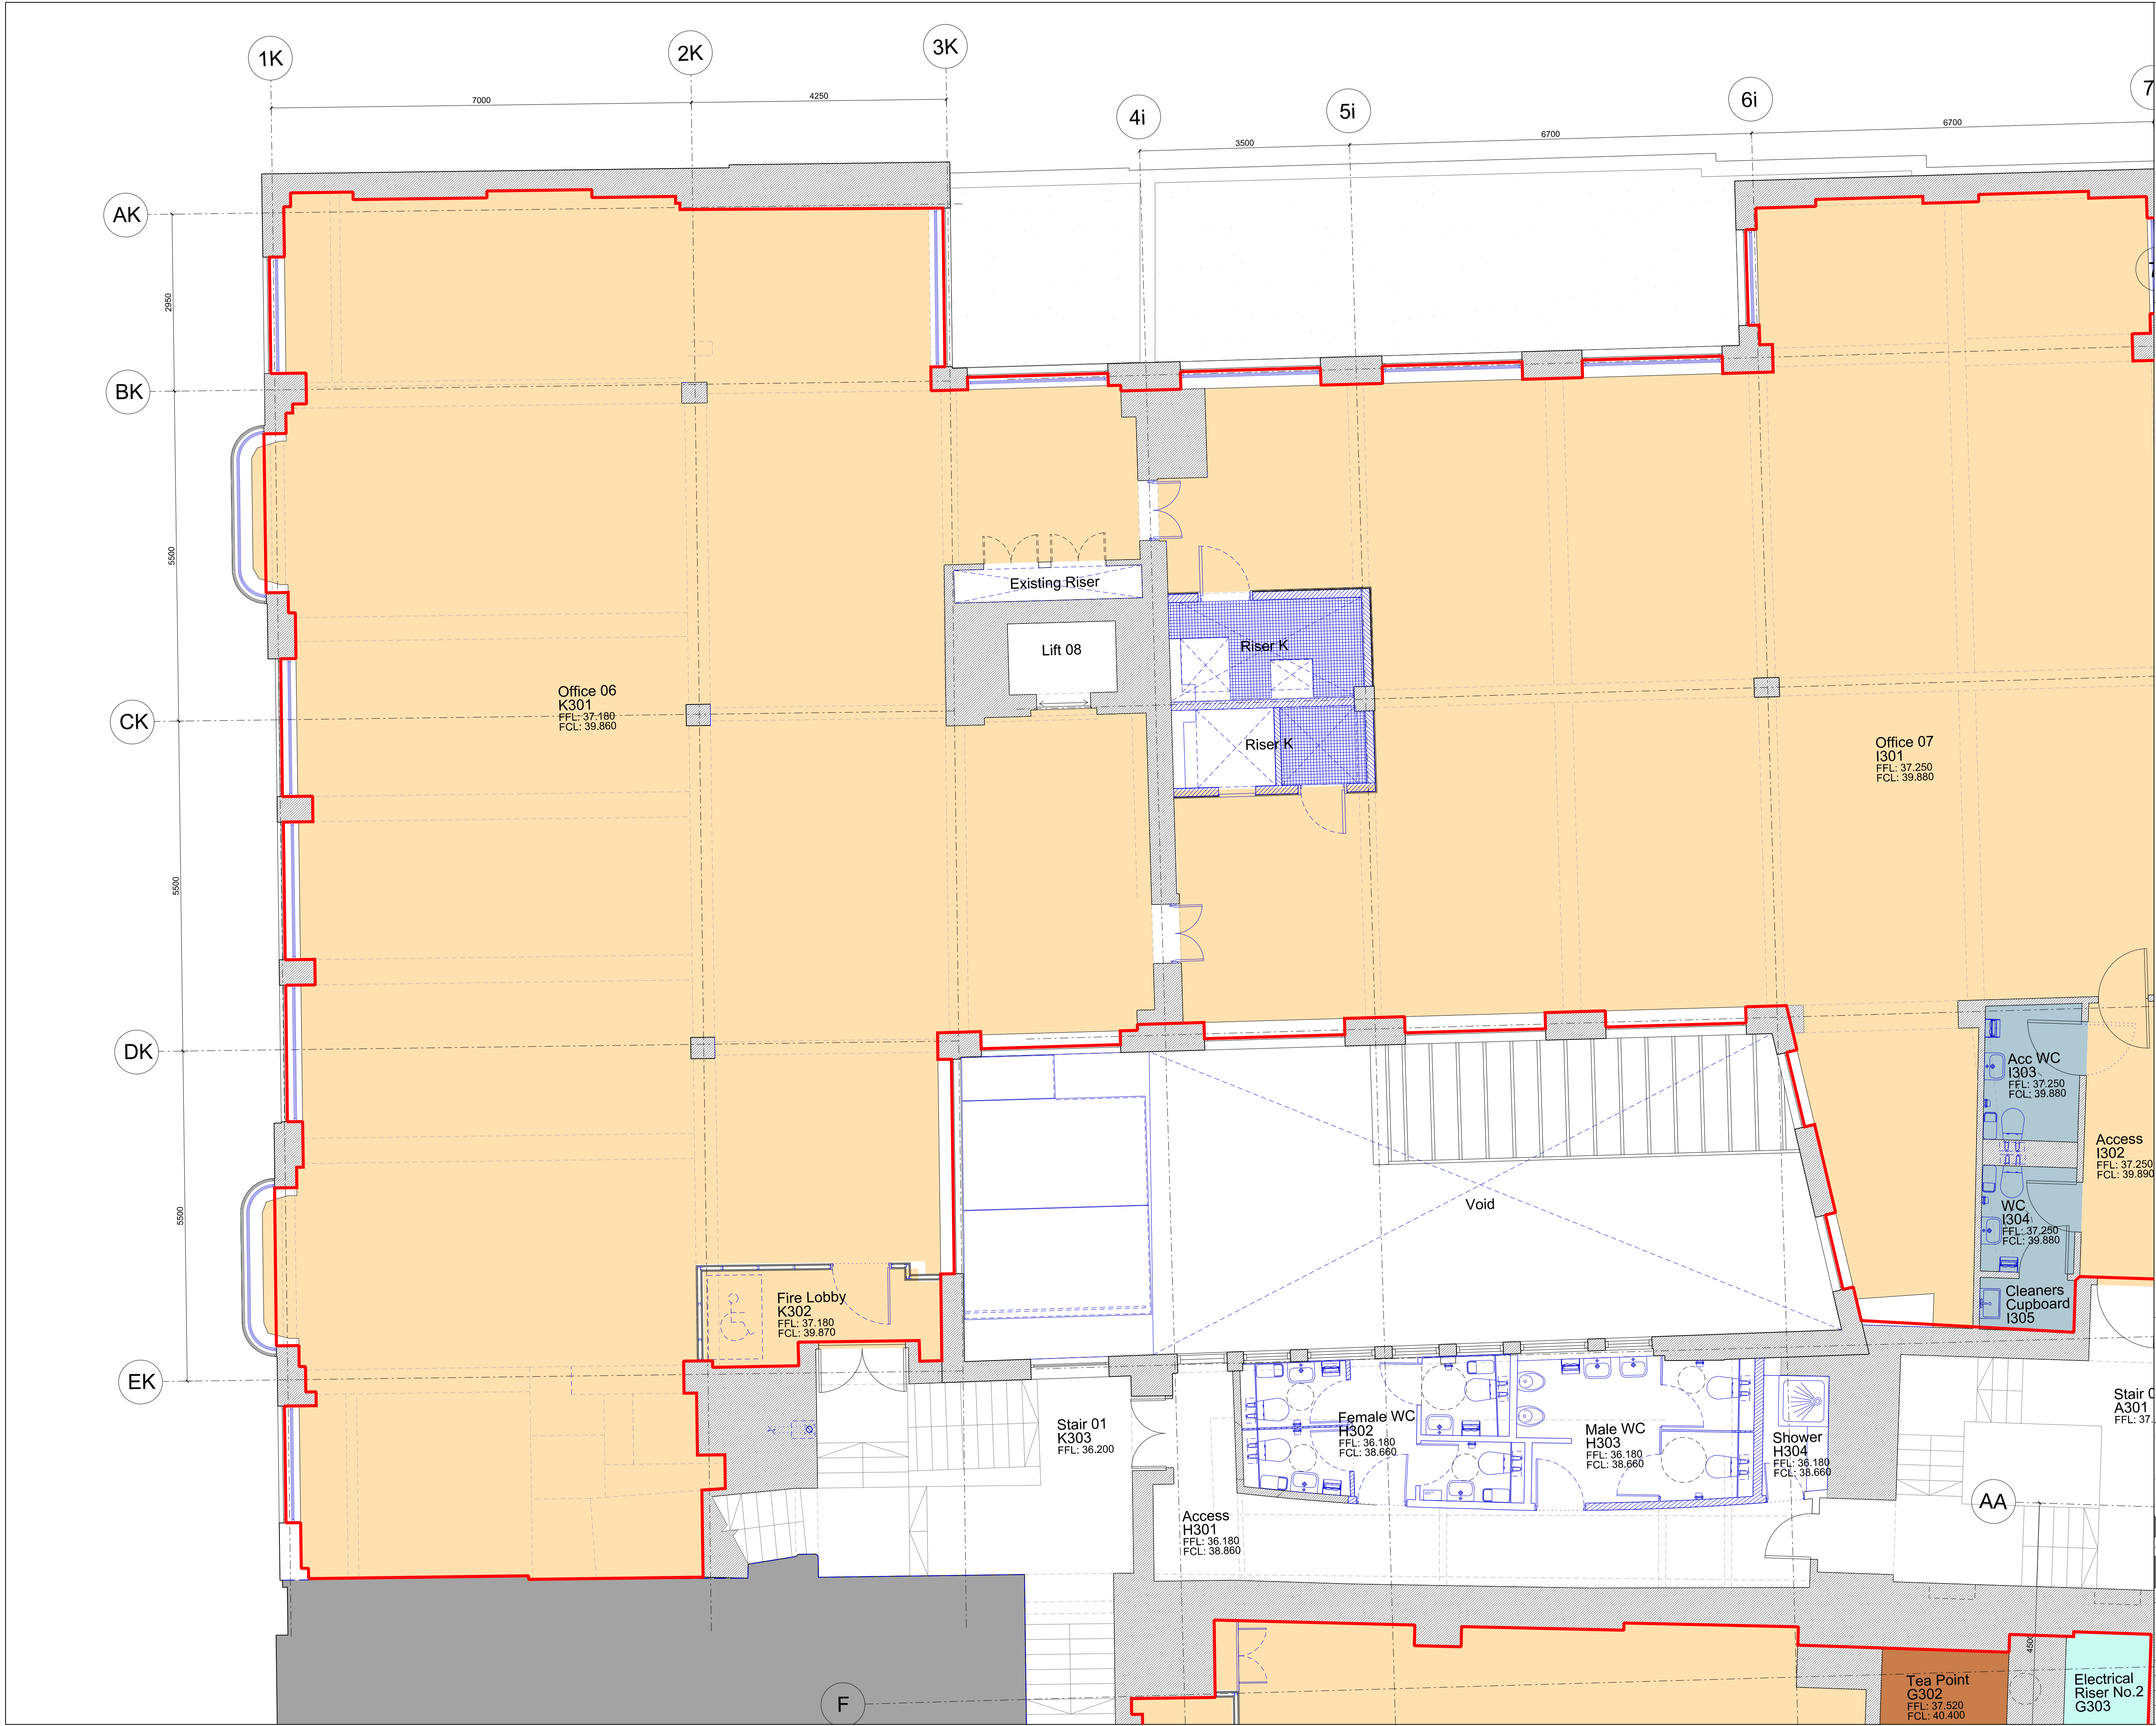 1K
2K
3K
4i
5i
6i
7
7000
4250
3500
6700
6700
AK
BK
CK
DK
EK
2950
5500
5500
5500
Existing Riser
Lift 08
Riser K
Riser K
Office 06
K301
FFL: 37.180
FCL: 39.860
Office 07
I301
FFL: 37.250
FCL: 39.880
Acc WC
I303
FFL: 37.250
FCL: 39.880
Access
I302
FFL: 37.250
FCL: 39.890
WC
I304
FFL: 37.250
FCL: 39.880
Cleaners
Cupboard
I305
Void
Fire Lobby
K302
FFL: 37.180
FCL: 39.870
Stair 01
K303
FFL: 36.200
Female WC
H302
FFL: 36.180
FCL: 38.660
Male WC
H303
FFL: 36.180
FCL: 38.660
Shower
H304
FFL: 36.180
FCL: 38.660
Stair
A301
FFL: 37.
AA
Access
H301
FFL: 36.180
FCL: 38.860
4500
F
Tea Point
G302
FFL: 37.520
FCL: 40.400
Electrical
Riser No.2
G303